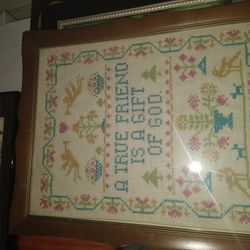 A TRUE FRIEND
IS A GIFT
OF GOD.